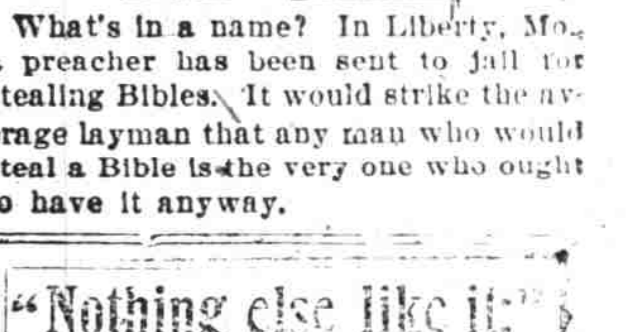 What's in a name? In Liberty, Mo.,
preacher has been sent to jail for
tealing Bibles. It would strike the av-
rage layman that any man who would
teal a Bible is the very one who ought
o have it anyway.
"Nothing else like it"